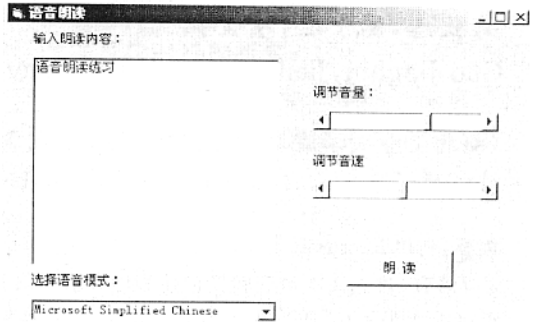 语音朗读
输入朗读内容：
语音朗读练习
调节音量：
调节音速
朗 读
选择语音模式：
Microsoft Simplified Chinese